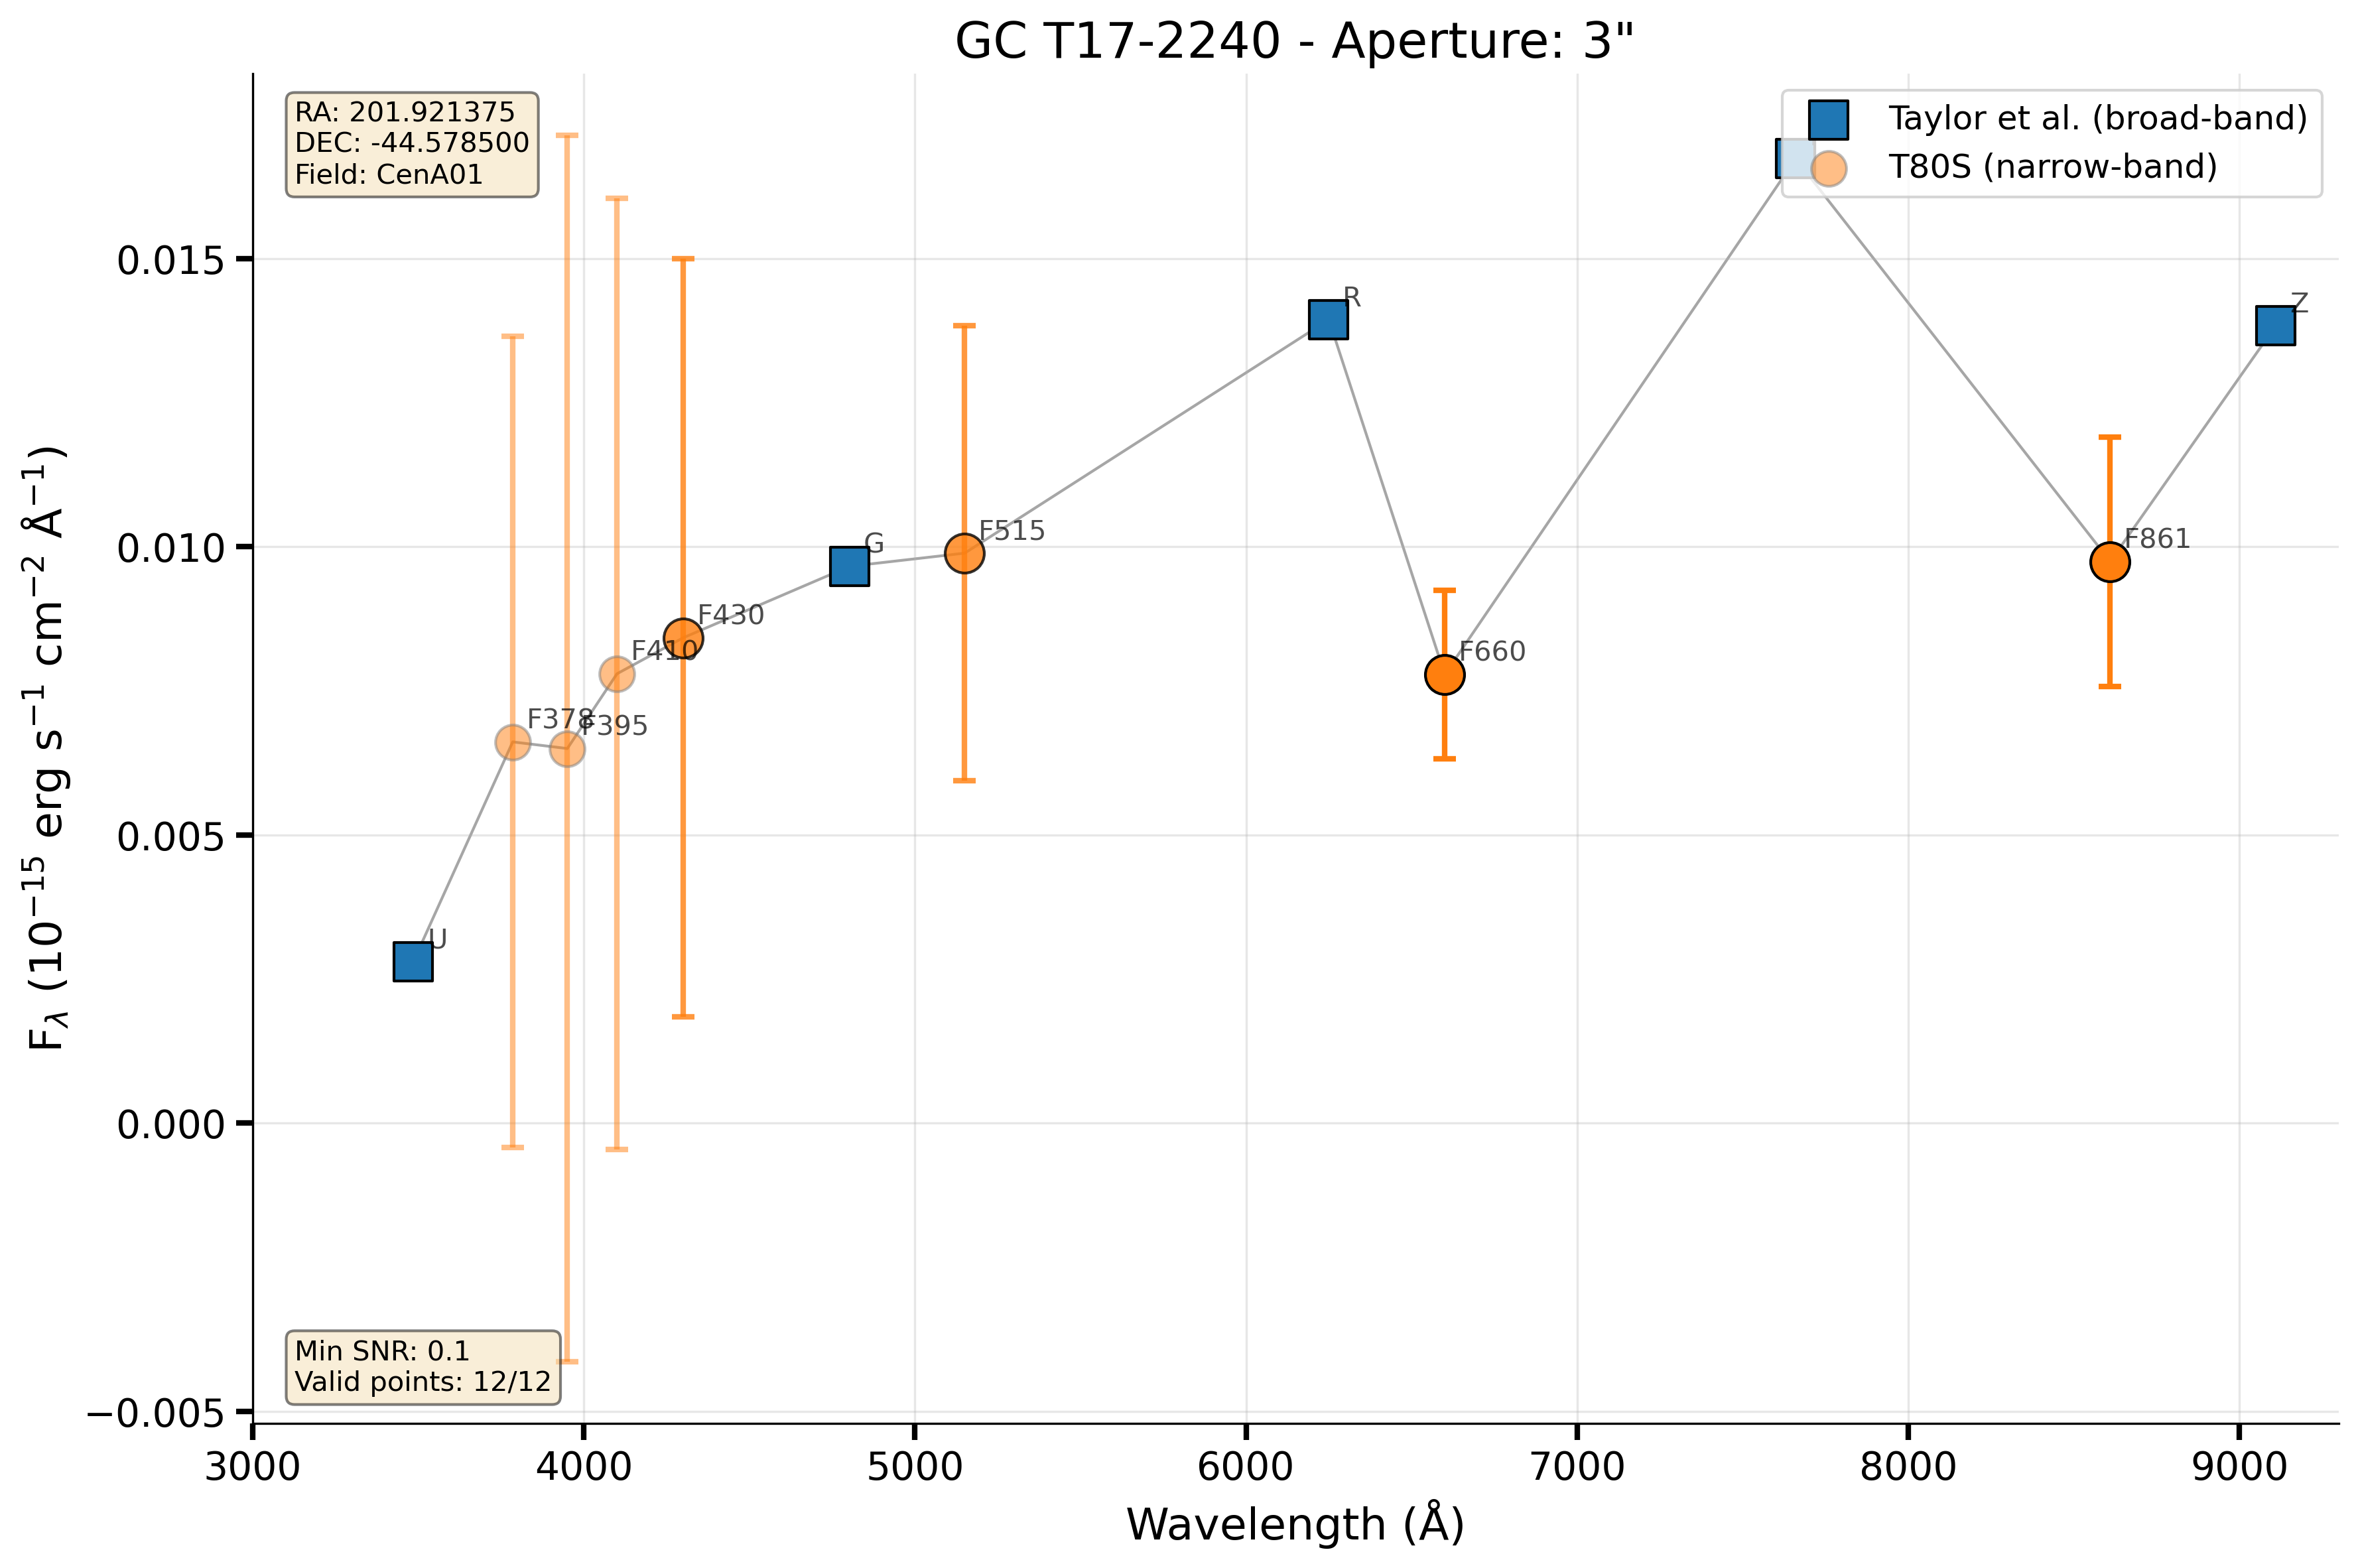 GC T17-2240 - Aperture: 3"
RA: 201.921375
DEC: -44.578500
Field: CenA01
Taylor et al. (broad-band)
T80S (narrow-band)
0.015
0.010
0.005
0.000
−0.005
F_λ (10⁻¹⁵ erg s⁻¹ cm⁻² Å⁻¹)
U
F378
F395
F410
F430
G
F515
R
F660
F861
Z
Min SNR: 0.1
Valid points: 12/12
3000 4000 5000 6000 7000 8000 9000
Wavelength (Å)